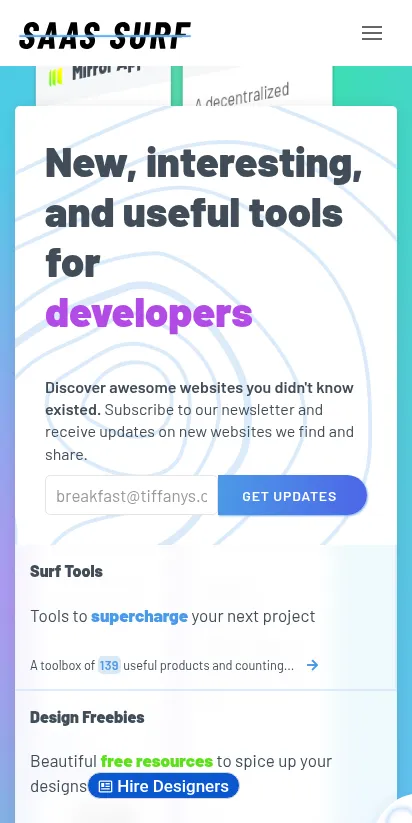 SAAS SURF
Mirror API
A decentralized
New, interesting,
and useful tools
for
developers
Discover awesome websites you didn't know
existed. Subscribe to our newsletter and
receive updates on new websites we find and
share.
breakfast@tiffanys.c
GET UPDATES
Surf Tools
Tools to supercharge your next project
A toolbox of 139 useful products and counting...
Design Freebies
Beautiful free resources to spice up your
designs
Hire Designers